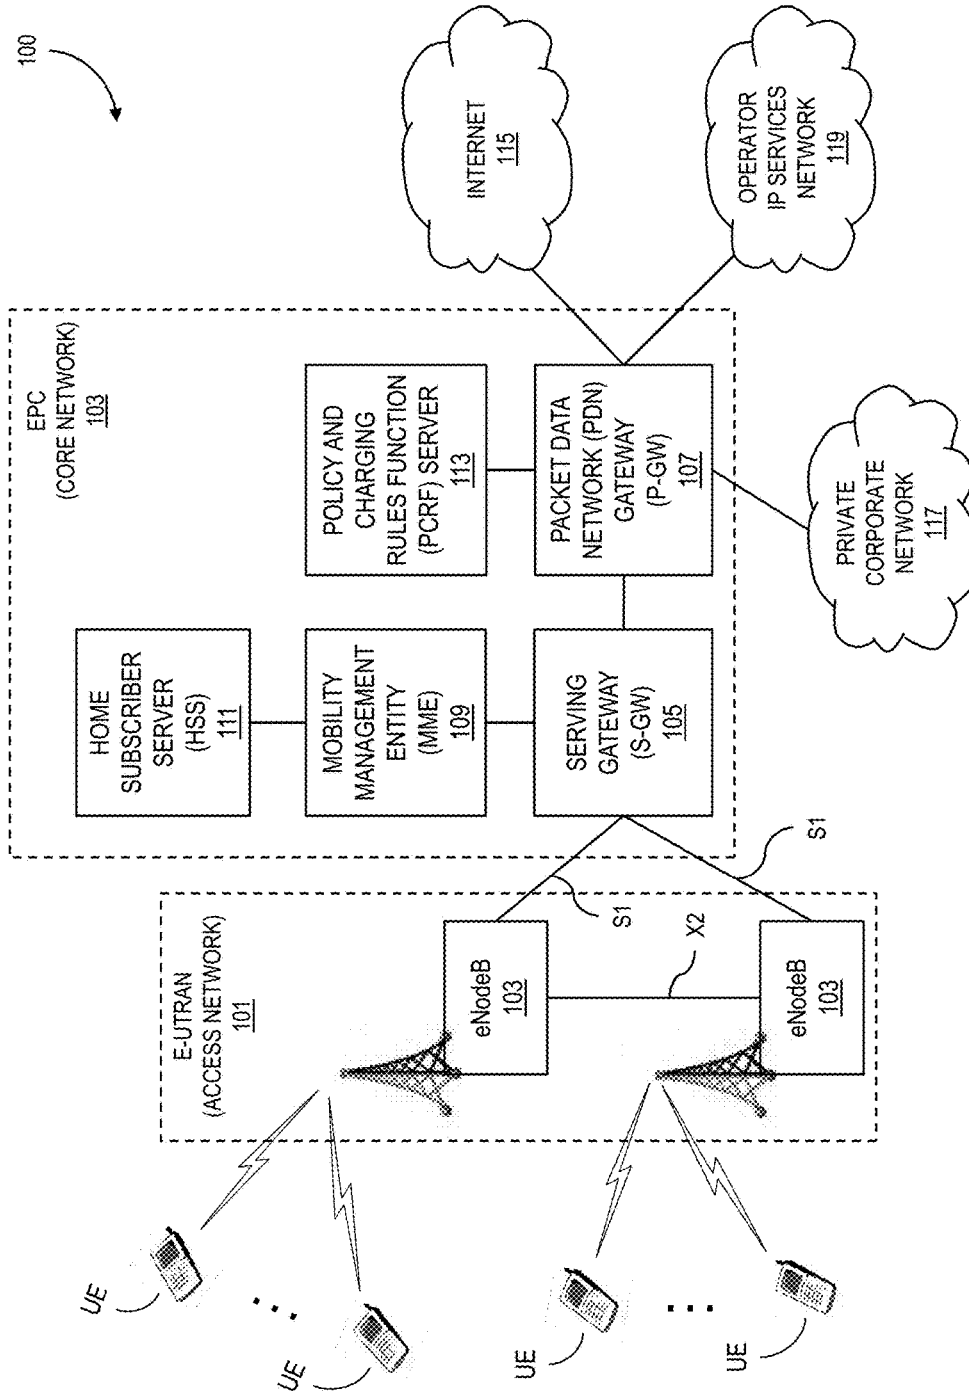 100
EPC
(CORE NETWORK)
103
HOME
SUBSCRIBER
SERVER
(HSS)
111
MOBILITY
MANAGEMENT
ENTITY
(MME)
109
SERVING
GATEWAY
(S-GW)
105
POLICY AND
CHARGING
RULES FUNCTION
(PCRF) SERVER
113
PACKET DATA
NETWORK (PDN)
GATEWAY
(P-GW)
107
INTERNET
115
OPERATOR
IP SERVICES
NETWORK
119
PRIVATE
CORPORATE
NETWORK
117
E-UTRAN
(ACCESS NETWORK)
101
eNodeB
103
eNodeB
103
S1
S1
X2
UE
UE
UE
UE